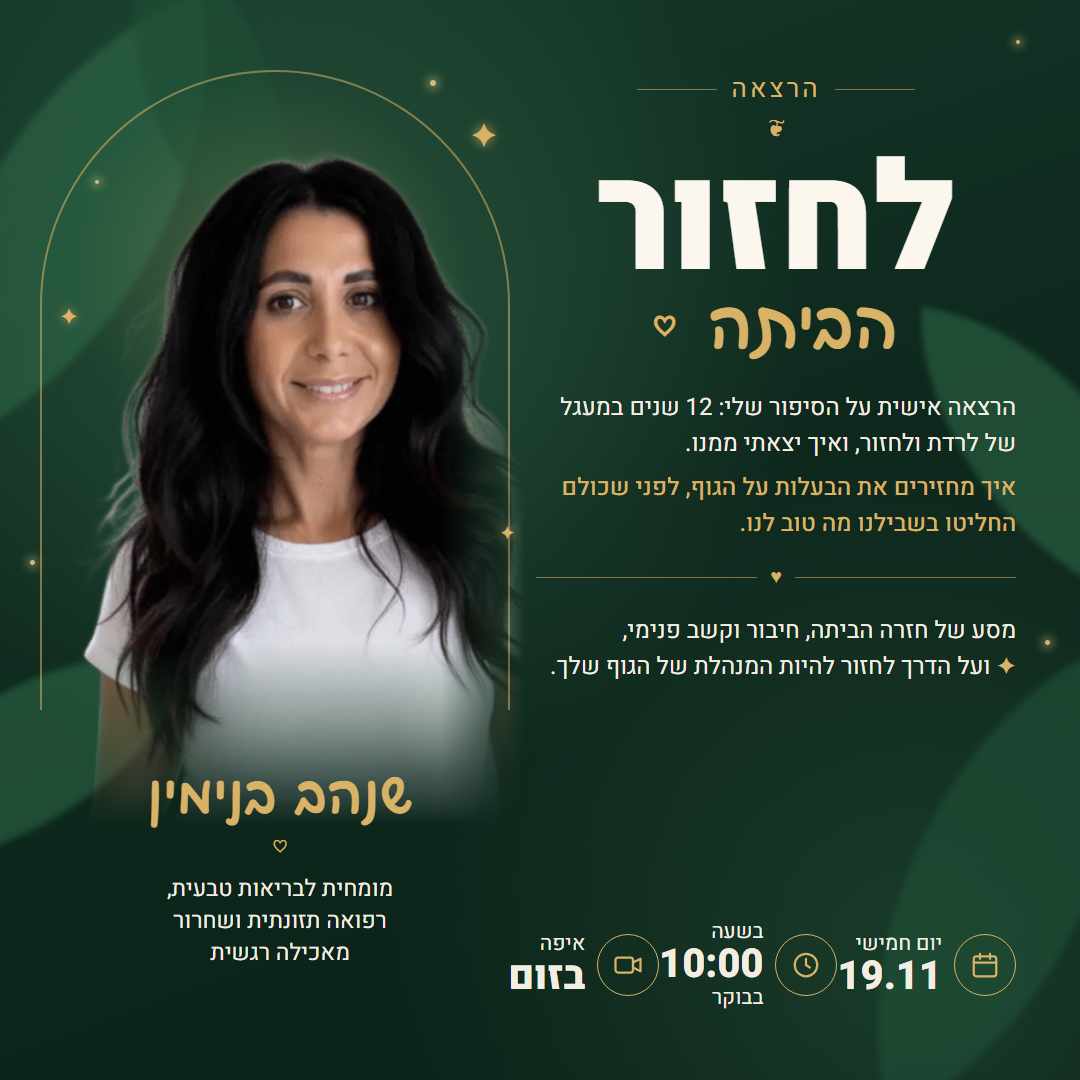 הרצאה
לחזור
הביתה
הרצאה אישית על הסיפור שלי: 12 שנים במעגל
של לרדת ולחזור, ואיך יצאתי ממנו.
איך מחזירים את הבעלות על הגוף, לפני שכולם
החליטו בשבילנו מה טוב לנו.
מסע של חזרה הביתה, חיבור וקשב פנימי,
ועל הדרך לחזור להיות המנהלת של הגוף שלך.
יום חמישי
19.11
בשעה
10:00
בבוקר
איפה
בזום
שנהב בנימין
מומחית לבריאות טבעית,
רפואה תזונתית ושחרור
מאכילה רגשית